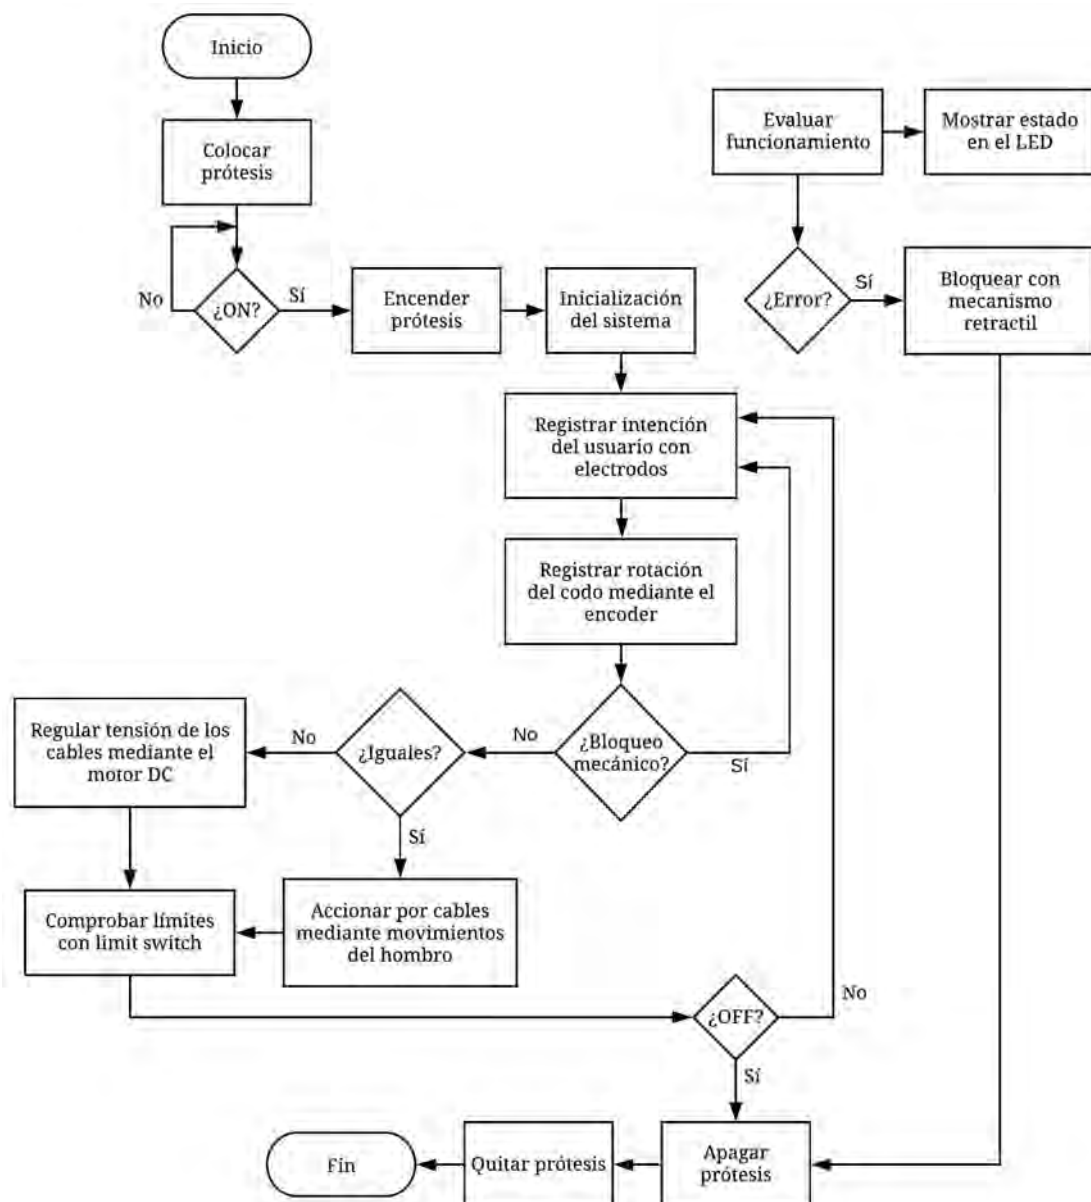 Inicio
Colocar
prótesis
¿ON?
No
Sí
Encender
prótesis
Inicialización
del sistema
Evaluar
funcionamiento
Mostrar estado
en el LED
¿Error?
Sí
Bloquear con
mecanismo
retractil
Registrar intención
del usuario con
electrodos
Registrar rotación
del codo mediante el
encoder
¿Bloqueo
mecánico?
No
Sí
¿Iguales?
No
Sí
Regular tensión de los
cables mediante el
motor DC
Accionar por cables
mediante movimientos
del hombro
Comprobar límites
con limit switch
¿OFF?
No
Sí
Apagar
prótesis
Quitar prótesis
Fin